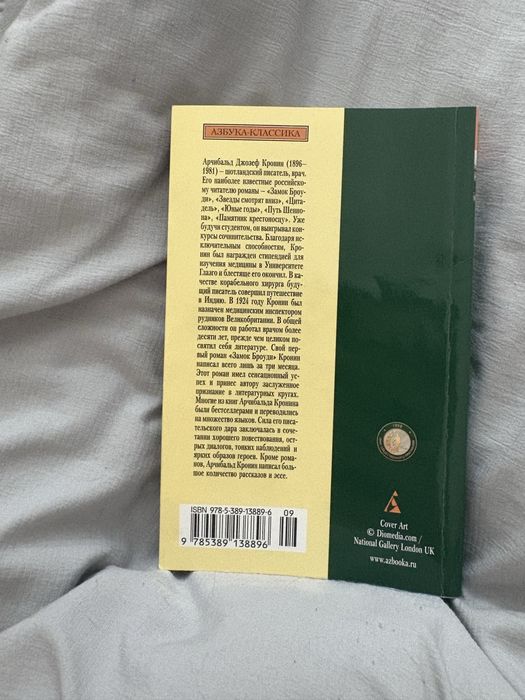 АЗБУКА-КЛАССИКА
Арчибальд Джозеф Кронин (1896–
1981) – шотландский писатель, врач.
Его наиболее известные российско-
му читателю романы – «Замок Броу-
ди», «Звезды смотрят вниз», «Цита-
дель», «Юные годы», «Путь Шенно-
на», «Памятник крестоносцу». Уже
будучи студентом, он выигрывал кон-
курсы сочинительства. Благодаря ис-
ключительным способностям, Кро-
нин был награжден стипендией для
изучения медицины в Университете
Глазго и блестяще его окончил. В ка-
честве корабельного хирурга буду-
щий писатель совершил путешествие
в Индию. В 1924 году Кронин был
назначен медицинским инспектором
рудников Великобритании. В общей
сложности он работал врачом более
десяти лет, прежде чем целиком по-
святил себя литературе. Свой пер-
вый роман «Замок Броуди» Кронин
написал всего лишь за три месяца.
Этот роман имел сенсационный ус-
пех и принес автору заслуженное
признание в литературных кругах.
Многие из книг Арчибальда Кронина
были бестселлерами и переводились
на множество языков. Сила его пи-
сательского дара заключалась в соче-
тании хорошего повествования, ост-
рых диалогов, тонких наблюдений и
ярких образов героев. Кроме рома-
нов, Арчибальд Кронин написал боль-
шое количество рассказов и эссе.
ISBN 978-5-389-13889-6
09
9 785389 138896
Cover Art
© Diomedia.com /
National Gallery London UK
www.azbooka.ru